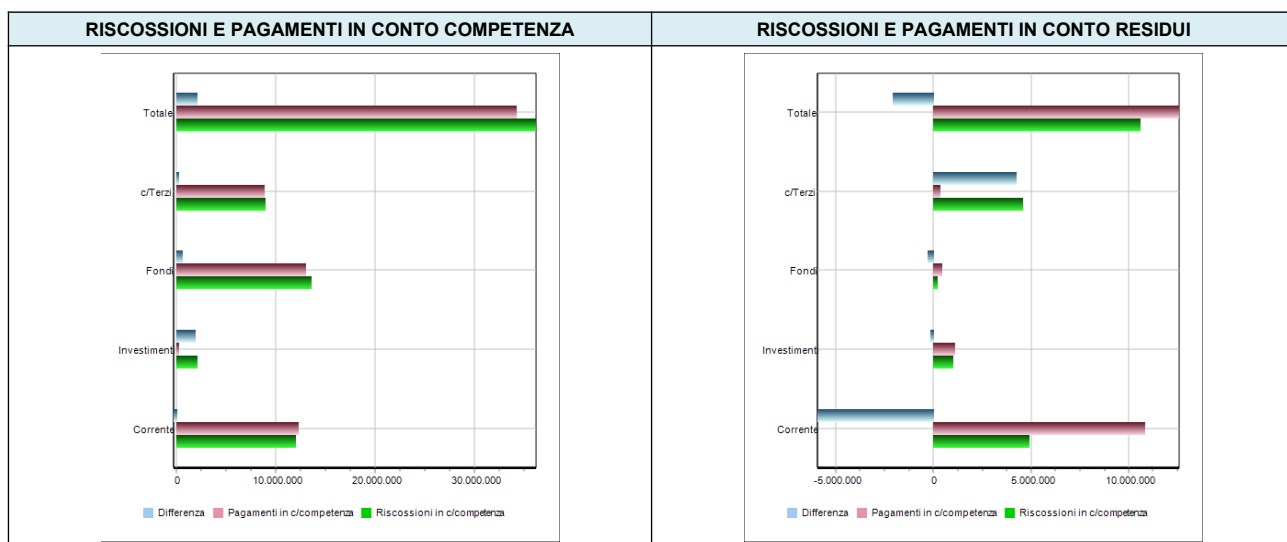 RISCOSSIONI E PAGAMENTI IN CONTO COMPETENZA
Totale
c/Terzi
Fondi
Investiment
Corrente
0 10.000.000 20.000.000 30.000.000
Differenza Pagamenti in c/competenza Riscossioni in c/competenza
RISCOSSIONI E PAGAMENTI IN CONTO RESIDUI
Totale
c/Terzi
Fondi
Investiment
Corrente
-5.000.000 0 5.000.000 10.000.000
Differenza Pagamenti in c/competenza Riscossioni in c/competenza